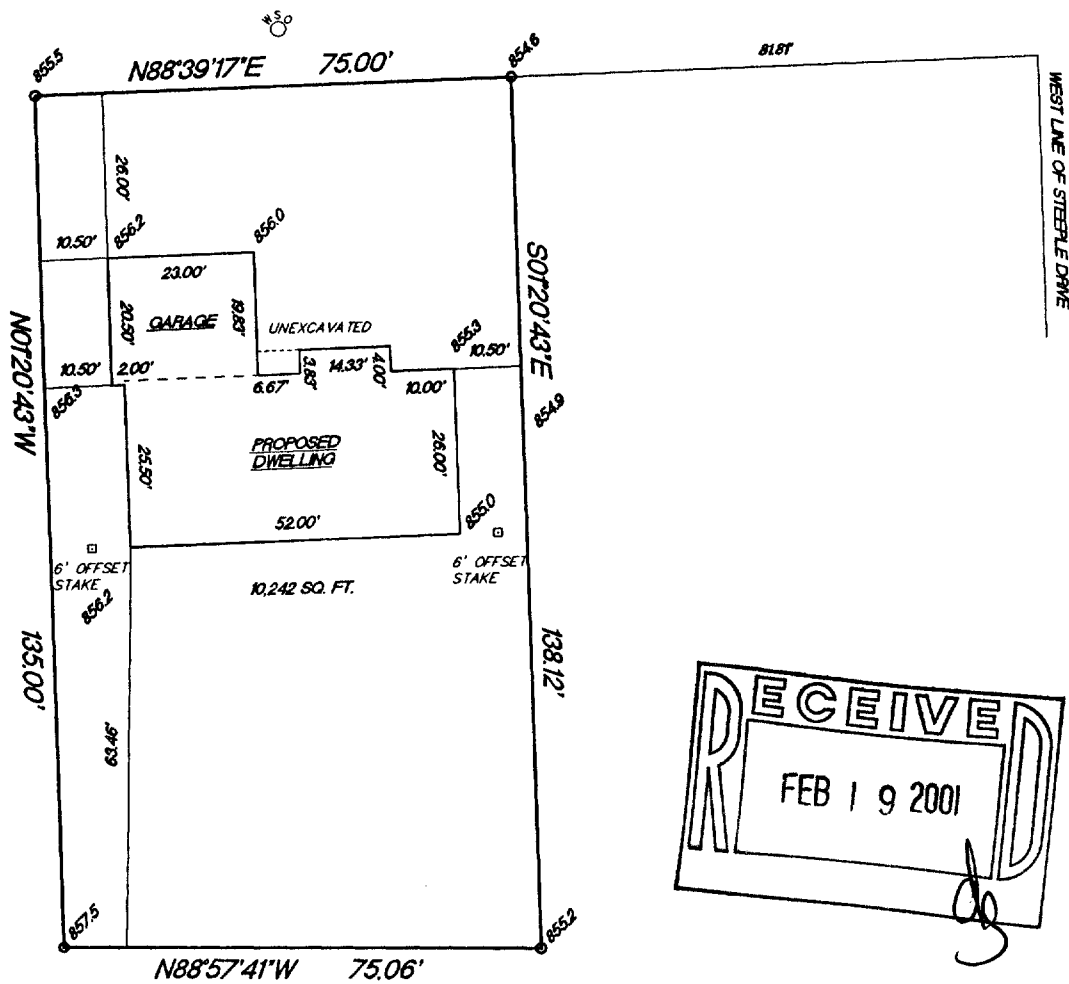 WSO
855.5
N88°39'17"E 75.00'
854.6
81.81'
WEST LINE OF STEEPLE DRIVE
26.00'
10.50'
856.2
856.0
23.00'
N01°20'43"W
20.50'
GARAGE
19.83'
UNEXCAVATED
S01°20'43"E
855.3
10.50'
10.50'
2.00'
856.3
6.67'
3.83'
14.33'
4.00'
10.00'
854.9
25.50'
PROPOSED
DWELLING
26.00'
52.00'
855.0
6' OFFSET
STAKE
6' OFFSET
STAKE
856.2
10,242 SQ. FT.
135.00'
138.12'
63.46'
RECEIVED
FEB 19 2001
857.5
855.2
N88°57'41"W 75.06'